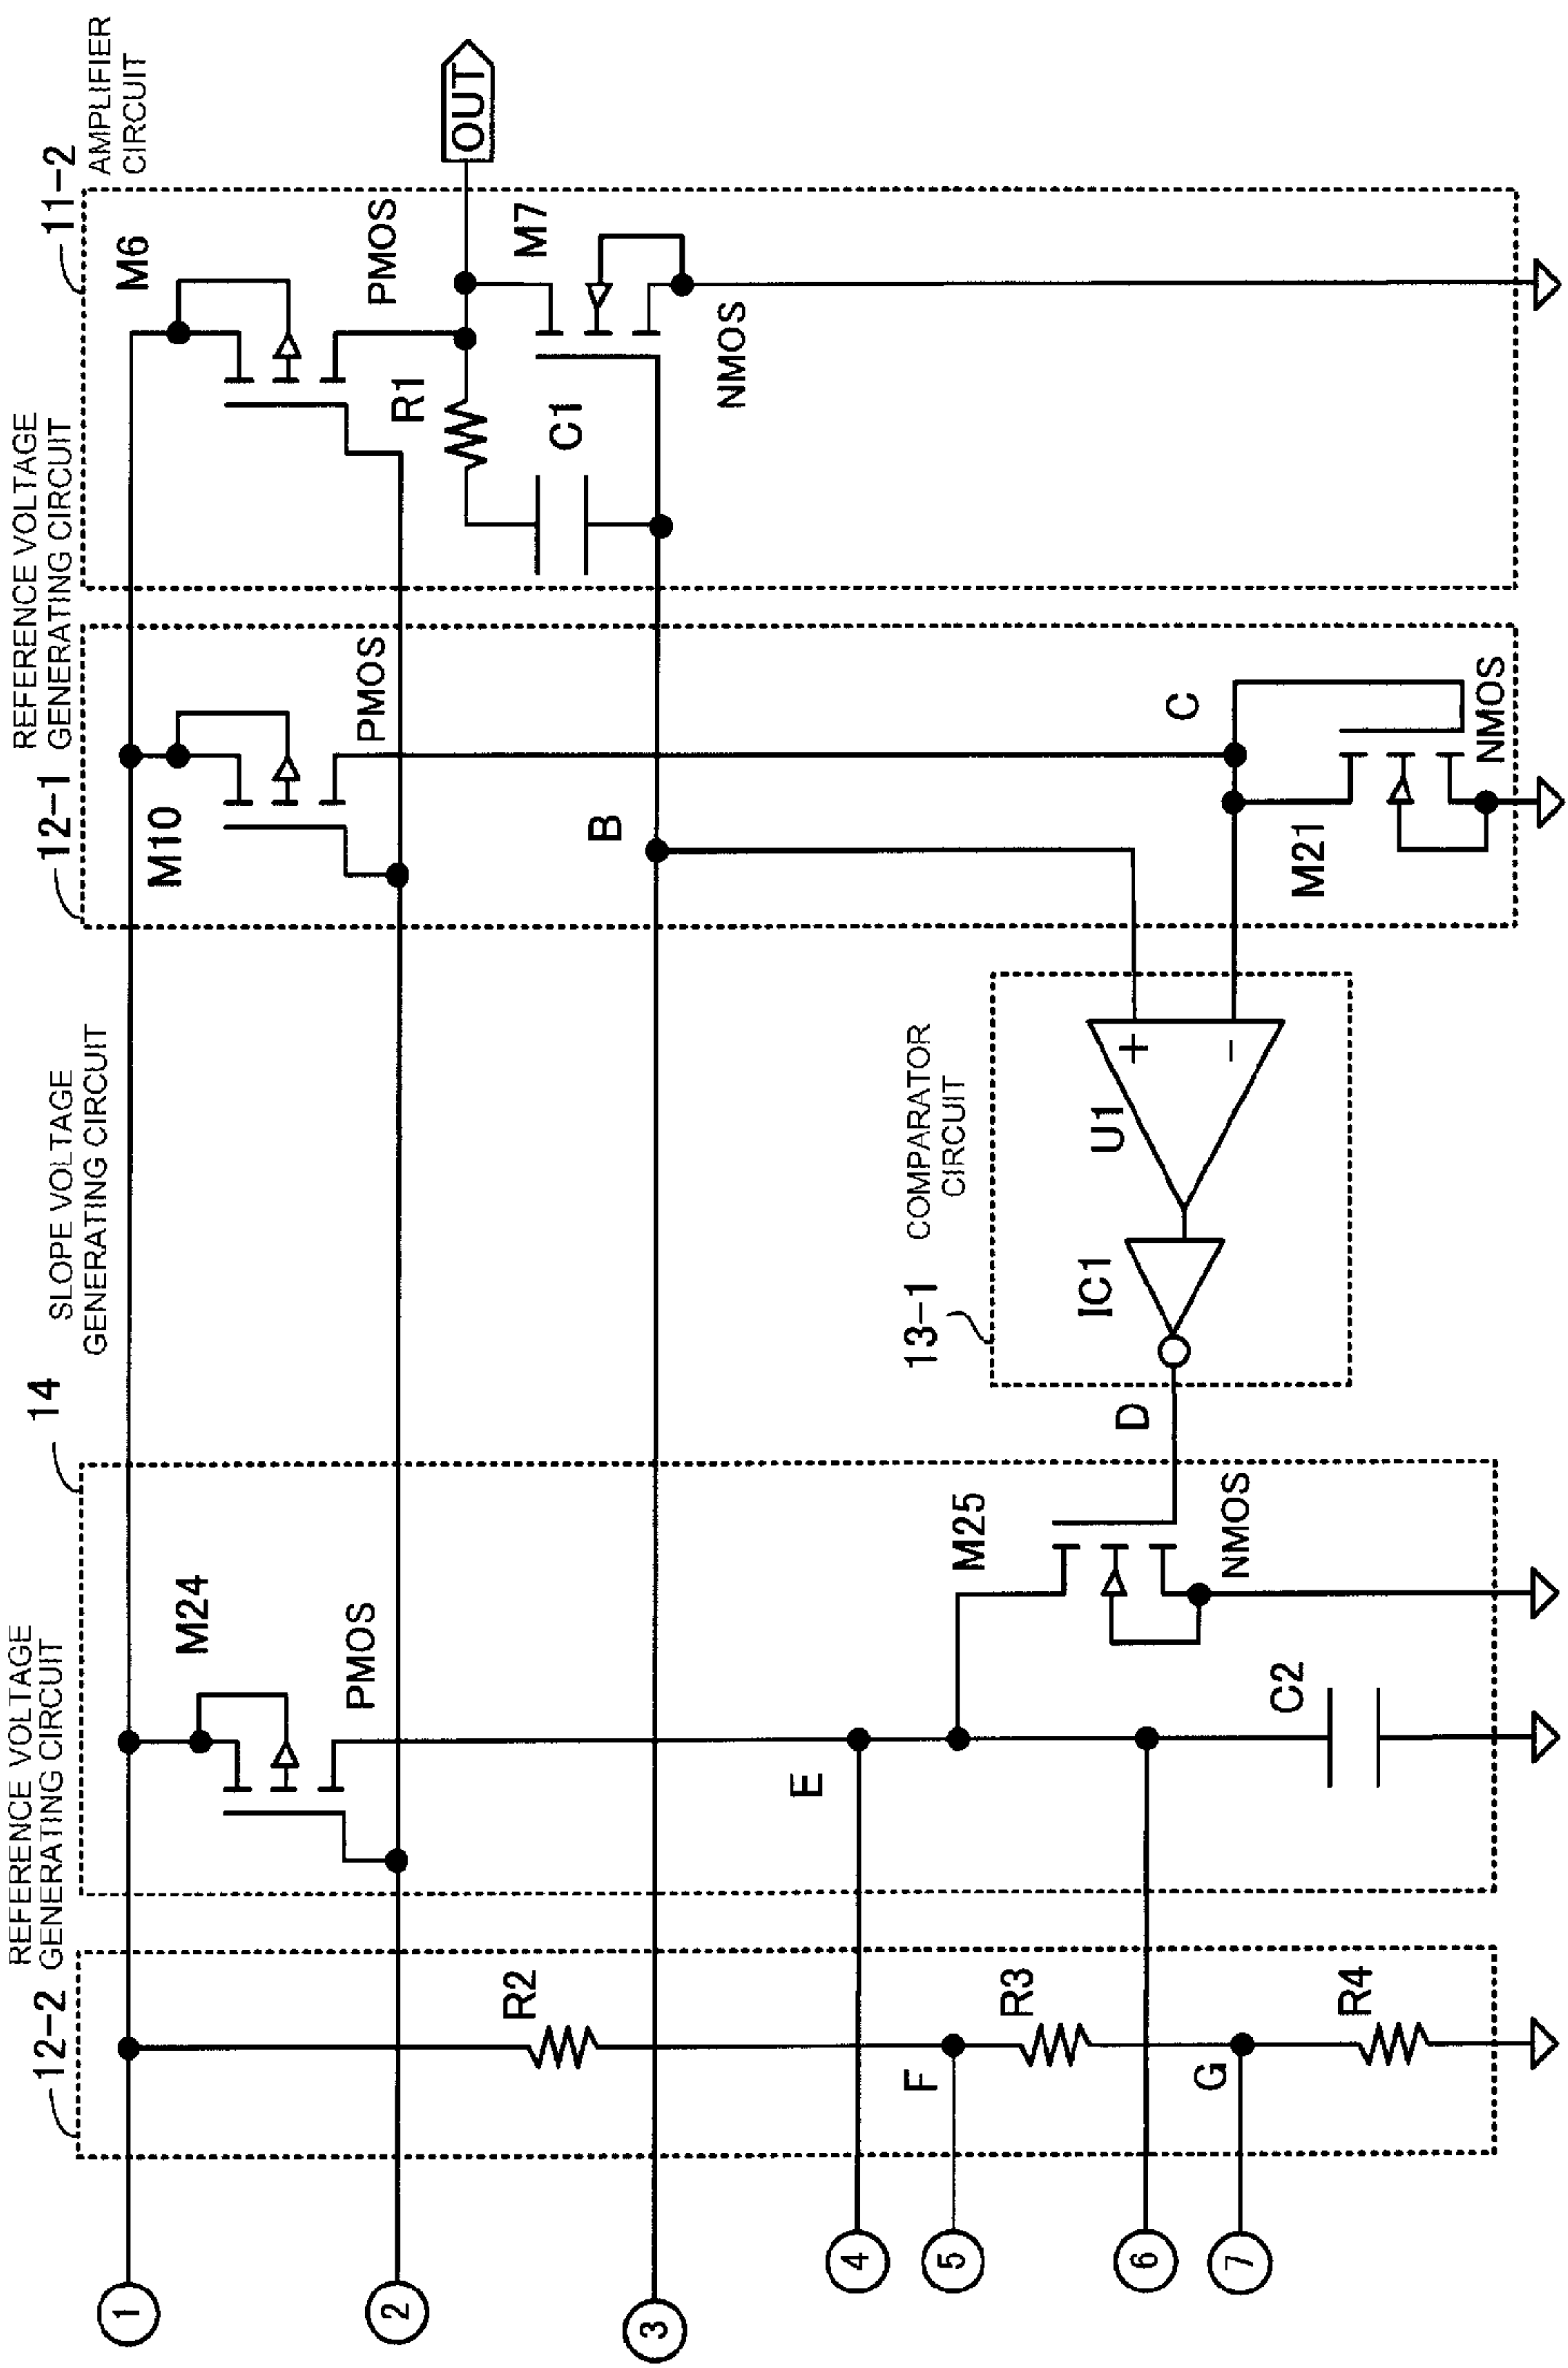 12-2
REFERENCE VOLTAGE
GENERATING CIRCUIT
14
SLOPE VOLTAGE
GENERATING CIRCUIT
12-1
REFERENCE VOLTAGE
GENERATING CIRCUIT
11-2
AMPLIFIER
CIRCUIT
1
M24
M10
M6
PMOS
PMOS
PMOS
2
R2
R1
OUT
M7
C1
3
B
NMOS
4
E
5
F
R3
M25
13-1
COMPARATOR
CIRCUIT
6
D
IC1
U1
+
-
C
7
G
NMOS
C2
R4
M21
NMOS